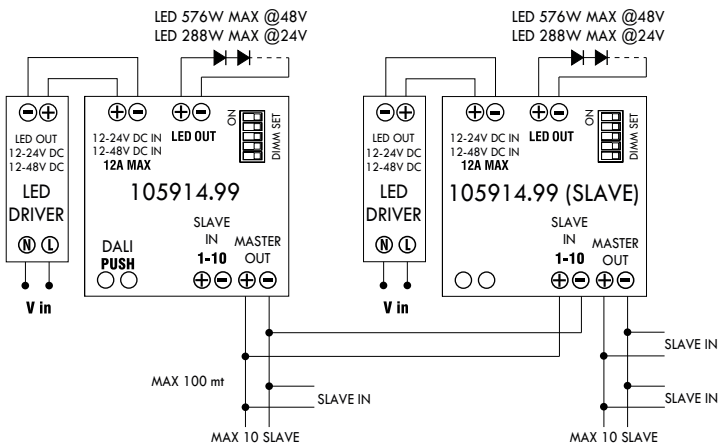 LED 576W MAX @48V
LED 288W MAX @24V
LED OUT
12-24V DC
12-48V DC
LED
DRIVER
N L
V in
12-24V DC IN
12-48V DC IN
12A MAX
LED OUT
ON
DIMM SET
105914.99
DALI
PUSH
SLAVE
IN
1-10
MASTER
OUT
MAX 100 mt
SLAVE IN
MAX 10 SLAVE
LED 576W MAX @48V
LED 288W MAX @24V
LED OUT
12-24V DC
12-48V DC
LED
DRIVER
N L
V in
12-24V DC IN
12-48V DC IN
12A MAX
LED OUT
ON
DIMM SET
105914.99 (SLAVE)
SLAVE
IN
1-10
MASTER
OUT
SLAVE IN
SLAVE IN
MAX 10 SLAVE